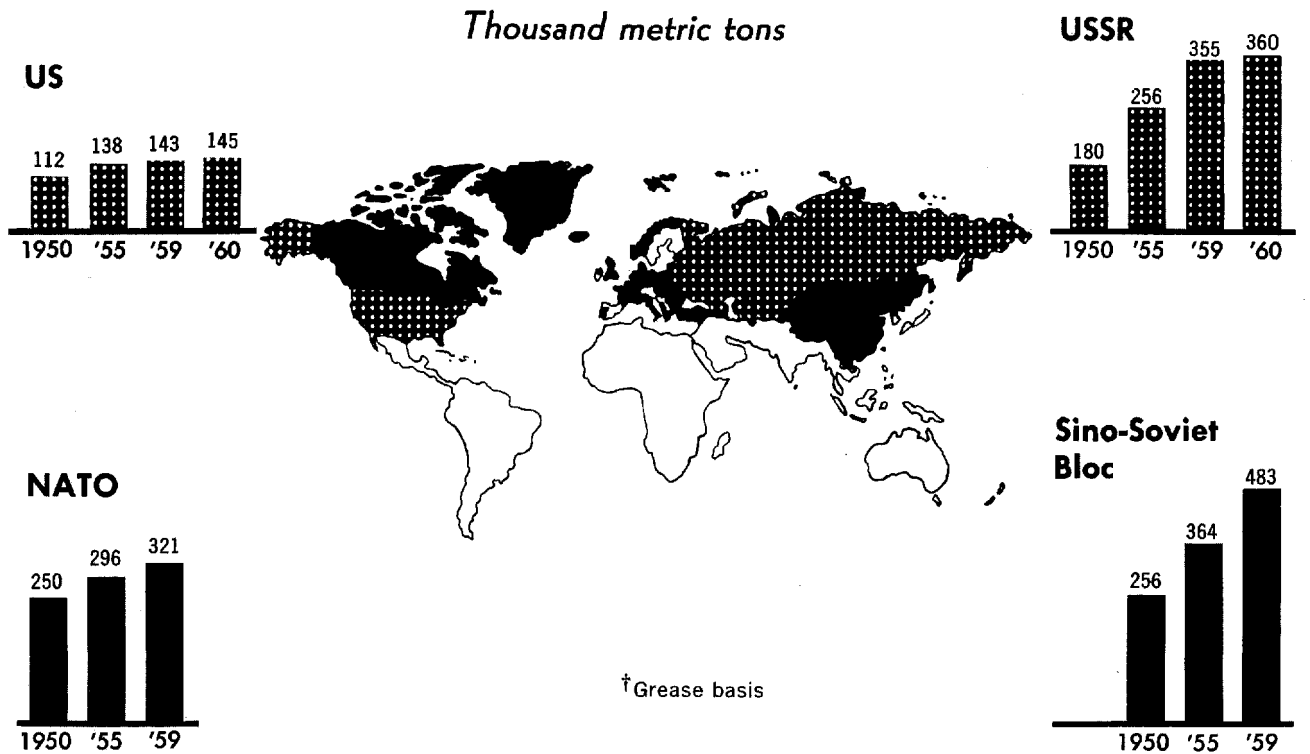 Thousand metric tons
US
112 138 143 145
1950 '55 '59 '60
USSR
180 256 355 360
1950 '55 '59 '60
NATO
250 296 321
1950 '55 '59
Sino-Soviet
Bloc
256 364 483
1950 '55 '59
†Grease basis